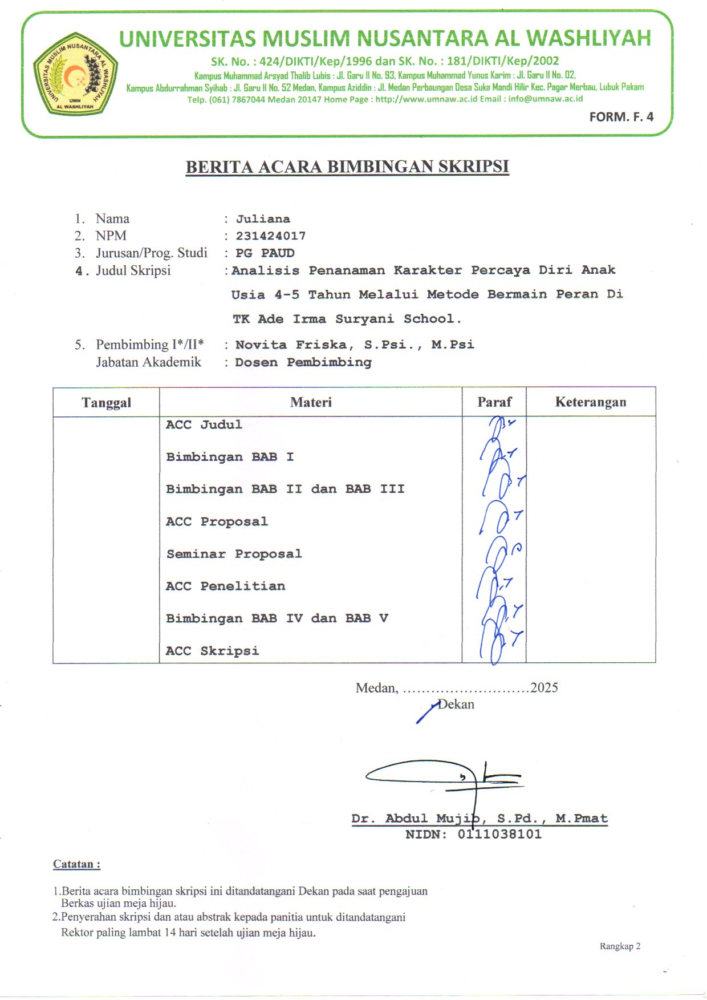 UNIVERSITAS MUSLIM NUSANTARA AL WASHLIYAH
SK. No. : 424/DIKTI/Kep/1996 dan SK. No. : 181/DIKTI/Kep/2002
Kampus Muhammad Arsyad Thalib Lubis : Jl. Garu II No. 93, Kampus Muhammad Yunus Karim : Jl. Garu II No. 02,
Kampus Abdurrahman Syihab : Jl. Garu II No. 52 Medan, Kampus Aziddin : Jl. Medan Perbaungan Desa Suka Mandi Hilir Kec. Pagar Merbau, Lubuk Pakam
Telp. (061) 7867044 Medan 20147 Home Page : http://www.umnaw.ac.id Email : info@umnaw.ac.id
FORM. F. 4
UNIVERSITAS MUSLIM NUSANTARA AL WASHLIYAH
UMN
AL WASHLIYAH
BERITA ACARA BIMBINGAN SKRIPSI
1. Nama : Juliana
2. NPM : 231424017
3. Jurusan/Prog. Studi : PG PAUD
4. Judul Skripsi : Analisis Penanaman Karakter Percaya Diri Anak
Usia 4-5 Tahun Melalui Metode Bermain Peran Di
TK Ade Irma Suryani School.
5. Pembimbing I*/II* : Novita Friska, S.Psi., M.Psi
Jabatan Akademik : Dosen Pembimbing
Tanggal Materi Paraf Keterangan
ACC Judul
Bimbingan BAB I
Bimbingan BAB II dan BAB III
ACC Proposal
Seminar Proposal
ACC Penelitian
Bimbingan BAB IV dan BAB V
ACC Skripsi
Medan, ...........................2025
Dekan
Dr. Abdul Mujib, S.Pd., M.Pmat
NIDN: 0111038101
Catatan :
1.Berita acara bimbingan skripsi ini ditandatangani Dekan pada saat pengajuan
Berkas ujian meja hijau.
2.Penyerahan skripsi dan atau abstrak kepada panitia untuk ditandatangani
Rektor paling lambat 14 hari setelah ujian meja hijau.
Rangkap 2